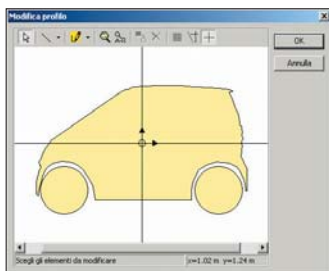 Modifica profilo
OK
Annulla
Scegli gli elementi da modificare
x=1.02 m y=1.24 m